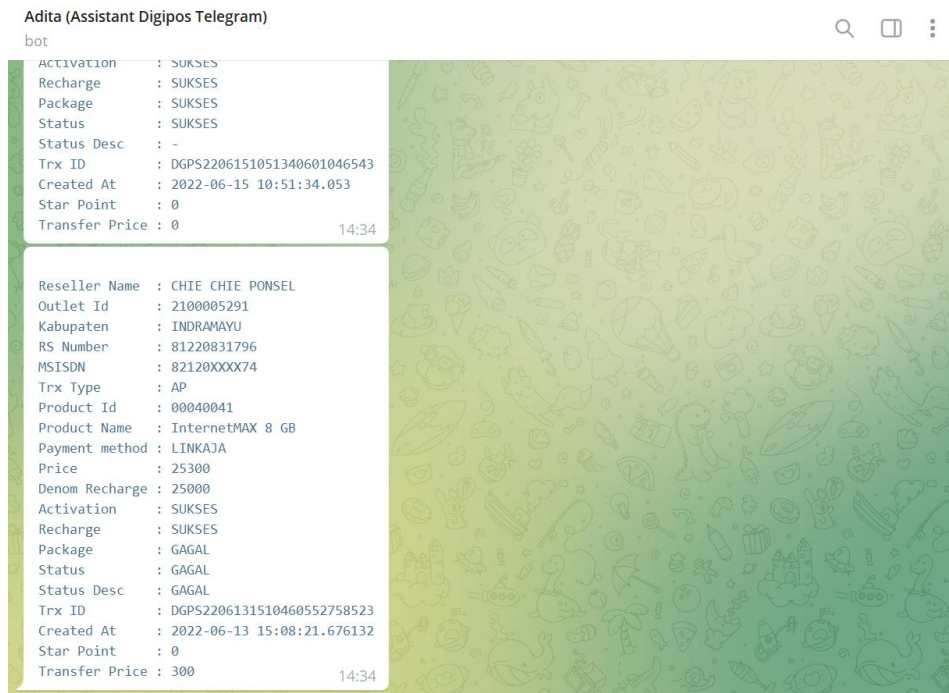 Adita (Assistant Digipos Telegram)
bot
Activation : SUKSES
Recharge : SUKSES
Package : SUKSES
Status : SUKSES
Status Desc : -
Trx ID : DGPS2206151051340601046543
Created At : 2022-06-15 10:51:34.053
Star Point : 0
Transfer Price : 0
14:34
Reseller Name : CHIE CHIE PONSEL
Outlet Id : 2100005291
Kabupaten : INDRAMAYU
RS Number : 81220831796
MSISDN : 82120XXXX74
Trx Type : AP
Product Id : 00040041
Product Name : InternetMAX 8 GB
Payment method : LINKAJA
Price : 25300
Denom Recharge : 25000
Activation : SUKSES
Recharge : SUKSES
Package : GAGAL
Status : GAGAL
Status Desc : GAGAL
Trx ID : DGPS2206131510460552758523
Created At : 2022-06-13 15:08:21.676132
Star Point : 0
Transfer Price : 300
14:34